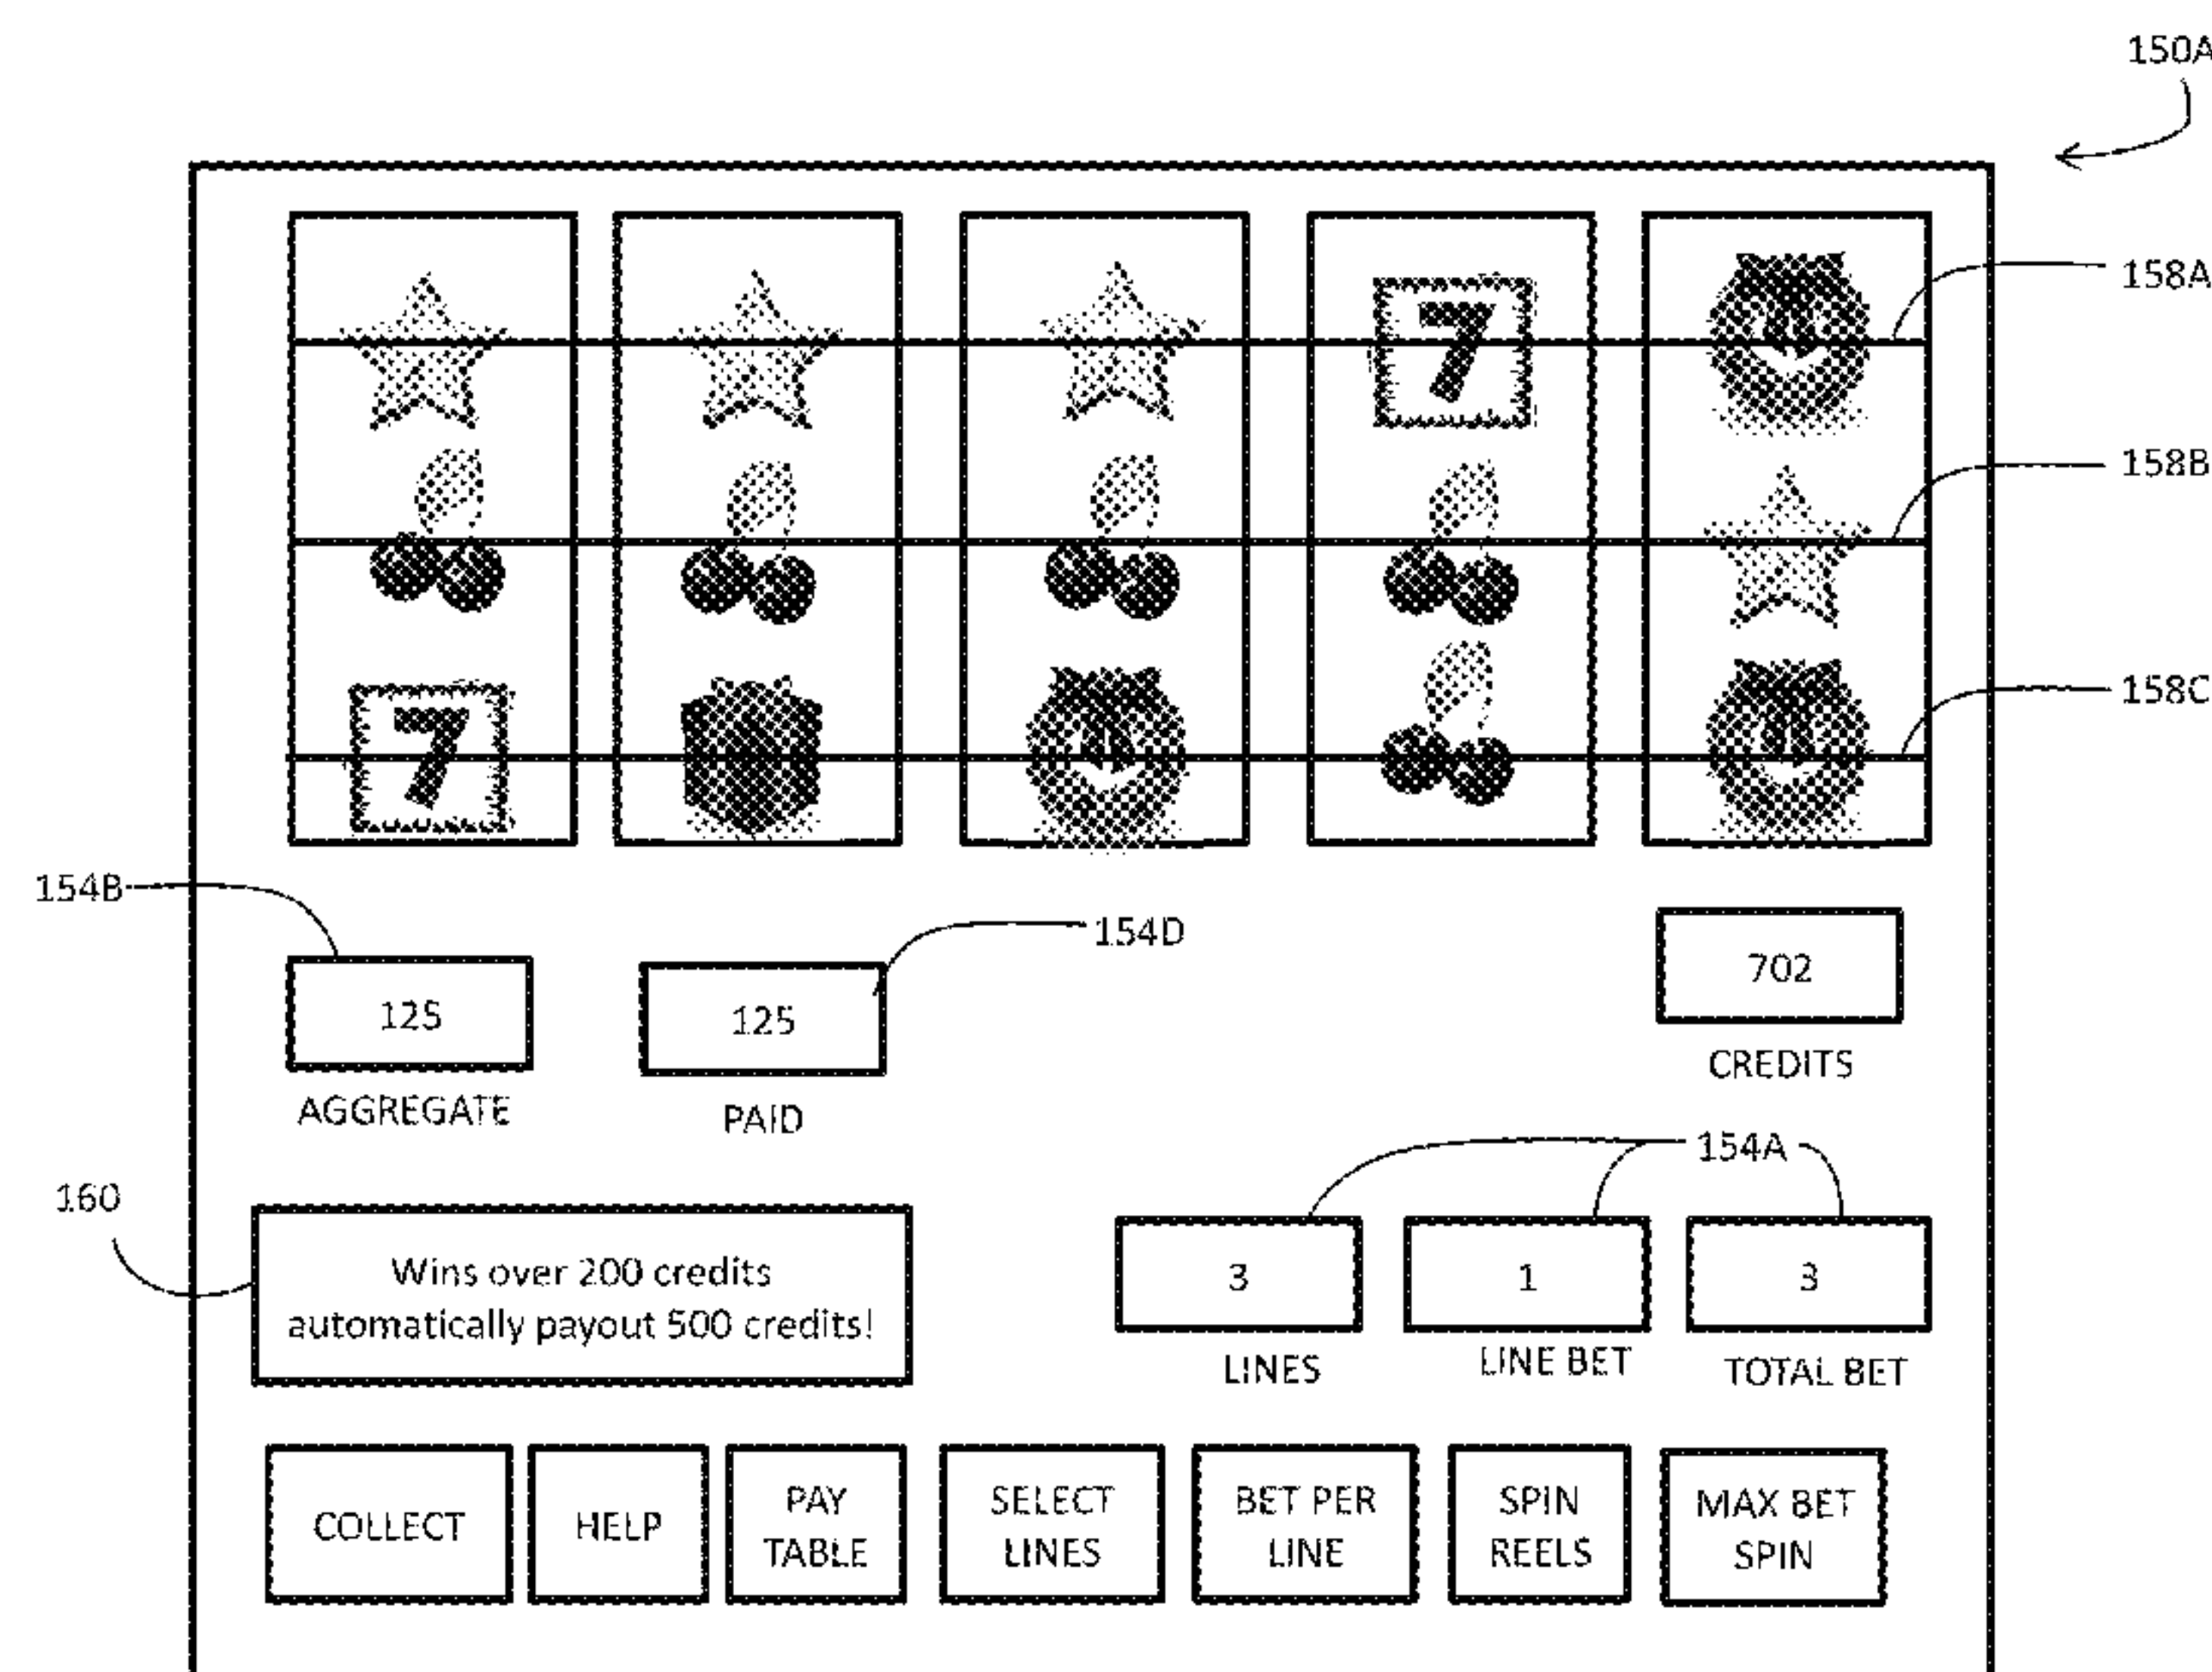 150A
7
158A
158B
7
158C
154B
154D
702
125
125
CREDITS
AGGREGATE
PAID
154A
160
Wins over 200 credits
automatically payout 500 credits!
3
1
3
LINES
LINE BET
TOTAL BET
COLLECT
HELP
PAY
TABLE
SELECT
LINES
BET PER
LINE
SPIN
REELS
MAX BET
SPIN